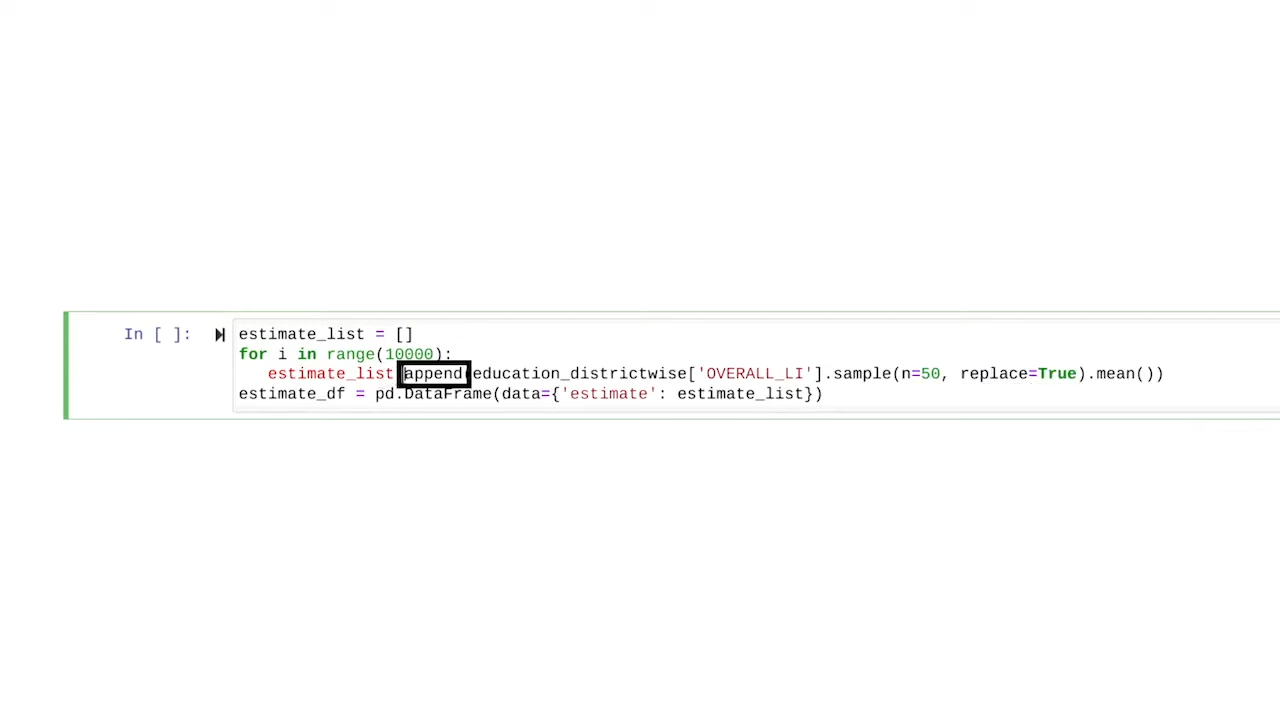 In [ ]: estimate_list = []
for i in range(10000):
estimate_list.append(education_districtwise['OVERALL_LI'].sample(n=50, replace=True).mean())
estimate_df = pd.DataFrame(data={'estimate': estimate_list})